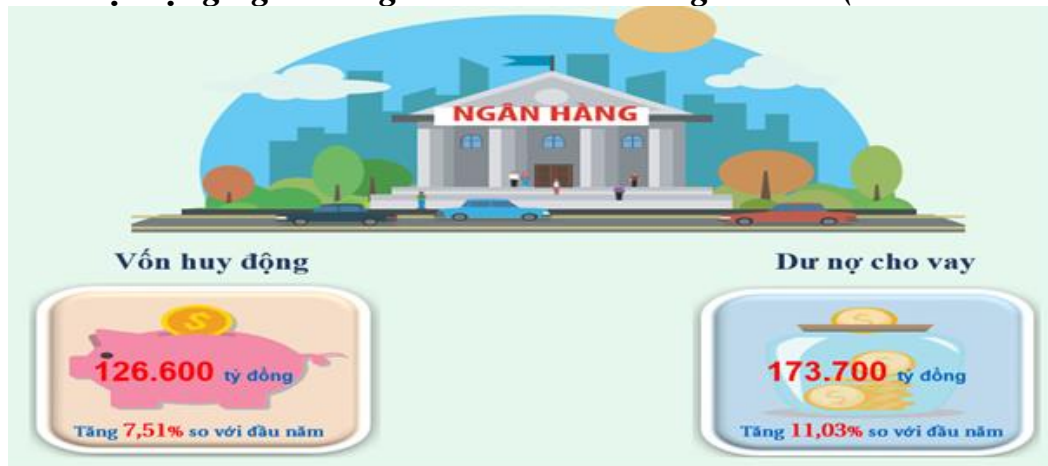 NGÂN HÀNG
Vốn huy động
Dư nợ cho vay
126.600 tỷ đồng
173.700 tỷ đồng
Tăng 7,51% so với đầu năm
Tăng 11,03% so với đầu năm